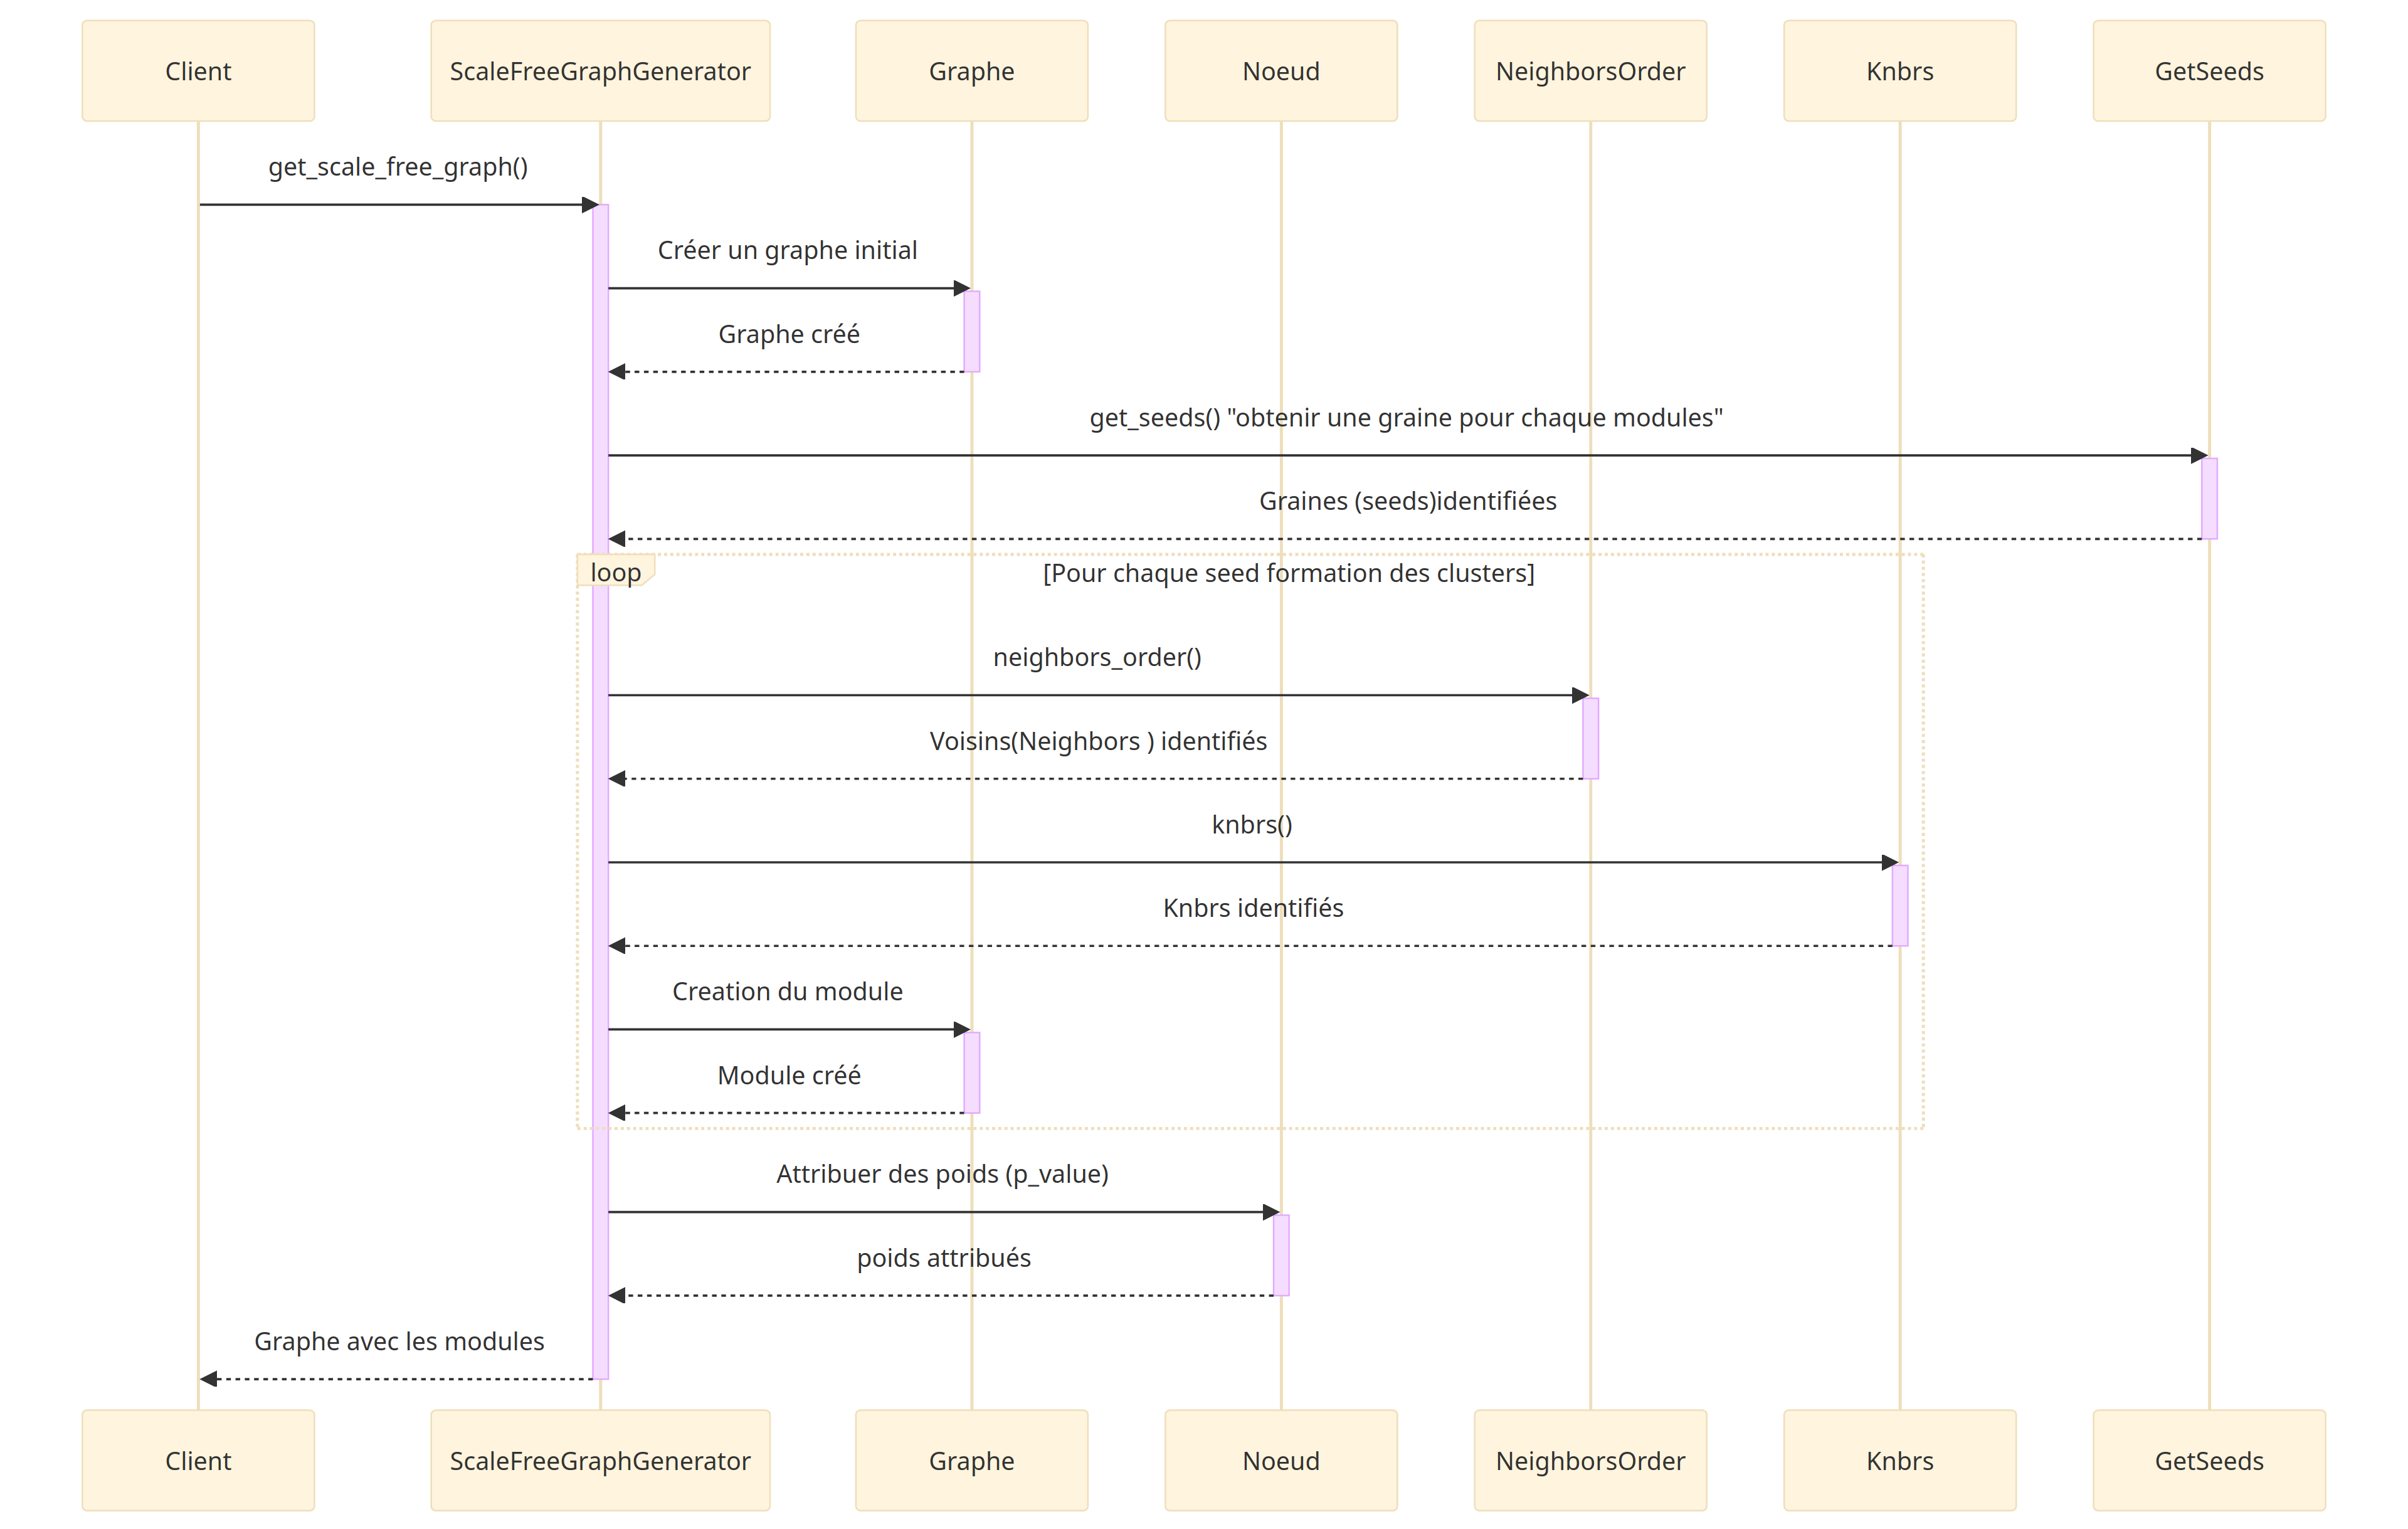 Client
ScaleFreeGraphGenerator
Graphe
Noeud
NeighborsOrder
Knbrs
GetSeeds
get_scale_free_graph()
Créer un graphe initial
Graphe créé
get_seeds() "obtenir une graine pour chaque modules"
Graines (seeds)identifiées
loop
[Pour chaque seed formation des clusters]
neighbors_order()
Voisins(Neighbors ) identifiés
knbrs()
Knbrs identifiés
Creation du module
Module créé
Attribuer des poids (p_value)
poids attribués
Graphe avec les modules
Client
ScaleFreeGraphGenerator
Graphe
Noeud
NeighborsOrder
Knbrs
GetSeeds